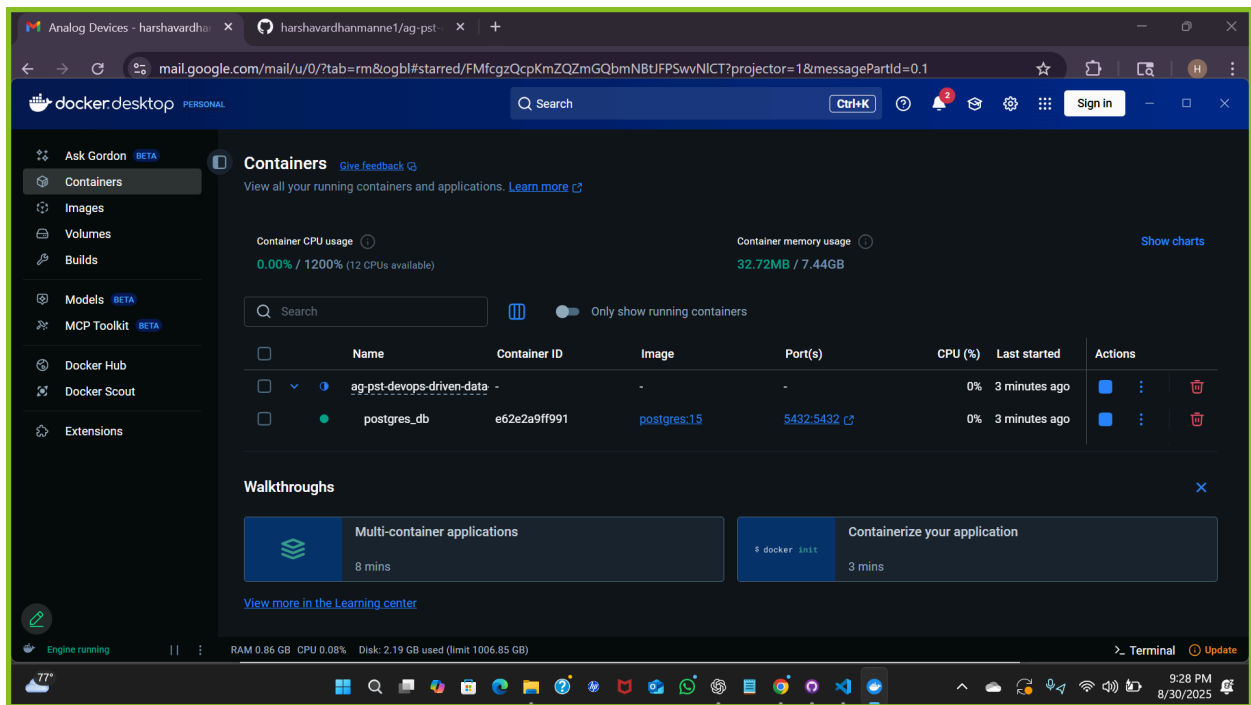 Analog Devices - harshavardha
harshavardhanmanne1/ag-pst-
mail.google.com/mail/u/0/?tab=rm&ogbl#starred/FMfcgzQcpKmZQZmGQbmNBtJFPSwvNlCT?projector=1&messagePartId=0.1
H
docker.desktop PERSONAL
Search
Ctrl+K
2
Sign in
Ask Gordon BETA
Containers
Images
Volumes
Builds
Models BETA
MCP Toolkit BETA
Docker Hub
Docker Scout
Extensions
Containers Give feedback
View all your running containers and applications. Learn more
Container CPU usage
0.00% / 1200% (12 CPUs available)
Container memory usage
32.72MB / 7.44GB
Show charts
Search
Only show running containers
Name Container ID Image Port(s) CPU (%) Last started Actions
ag-pst-devops-driven-data - - - 0% 3 minutes ago
postgres_db e62e2a9ff991 postgres:15 5432:5432 0% 3 minutes ago
Walkthroughs
Multi-container applications
8 mins
$ docker init
Containerize your application
3 mins
View more in the Learning center
Engine running
RAM 0.86 GB CPU 0.08% Disk: 2.19 GB used (limit 1006.85 GB)
>_ Terminal
Update
77°
9:28 PM
8/30/2025